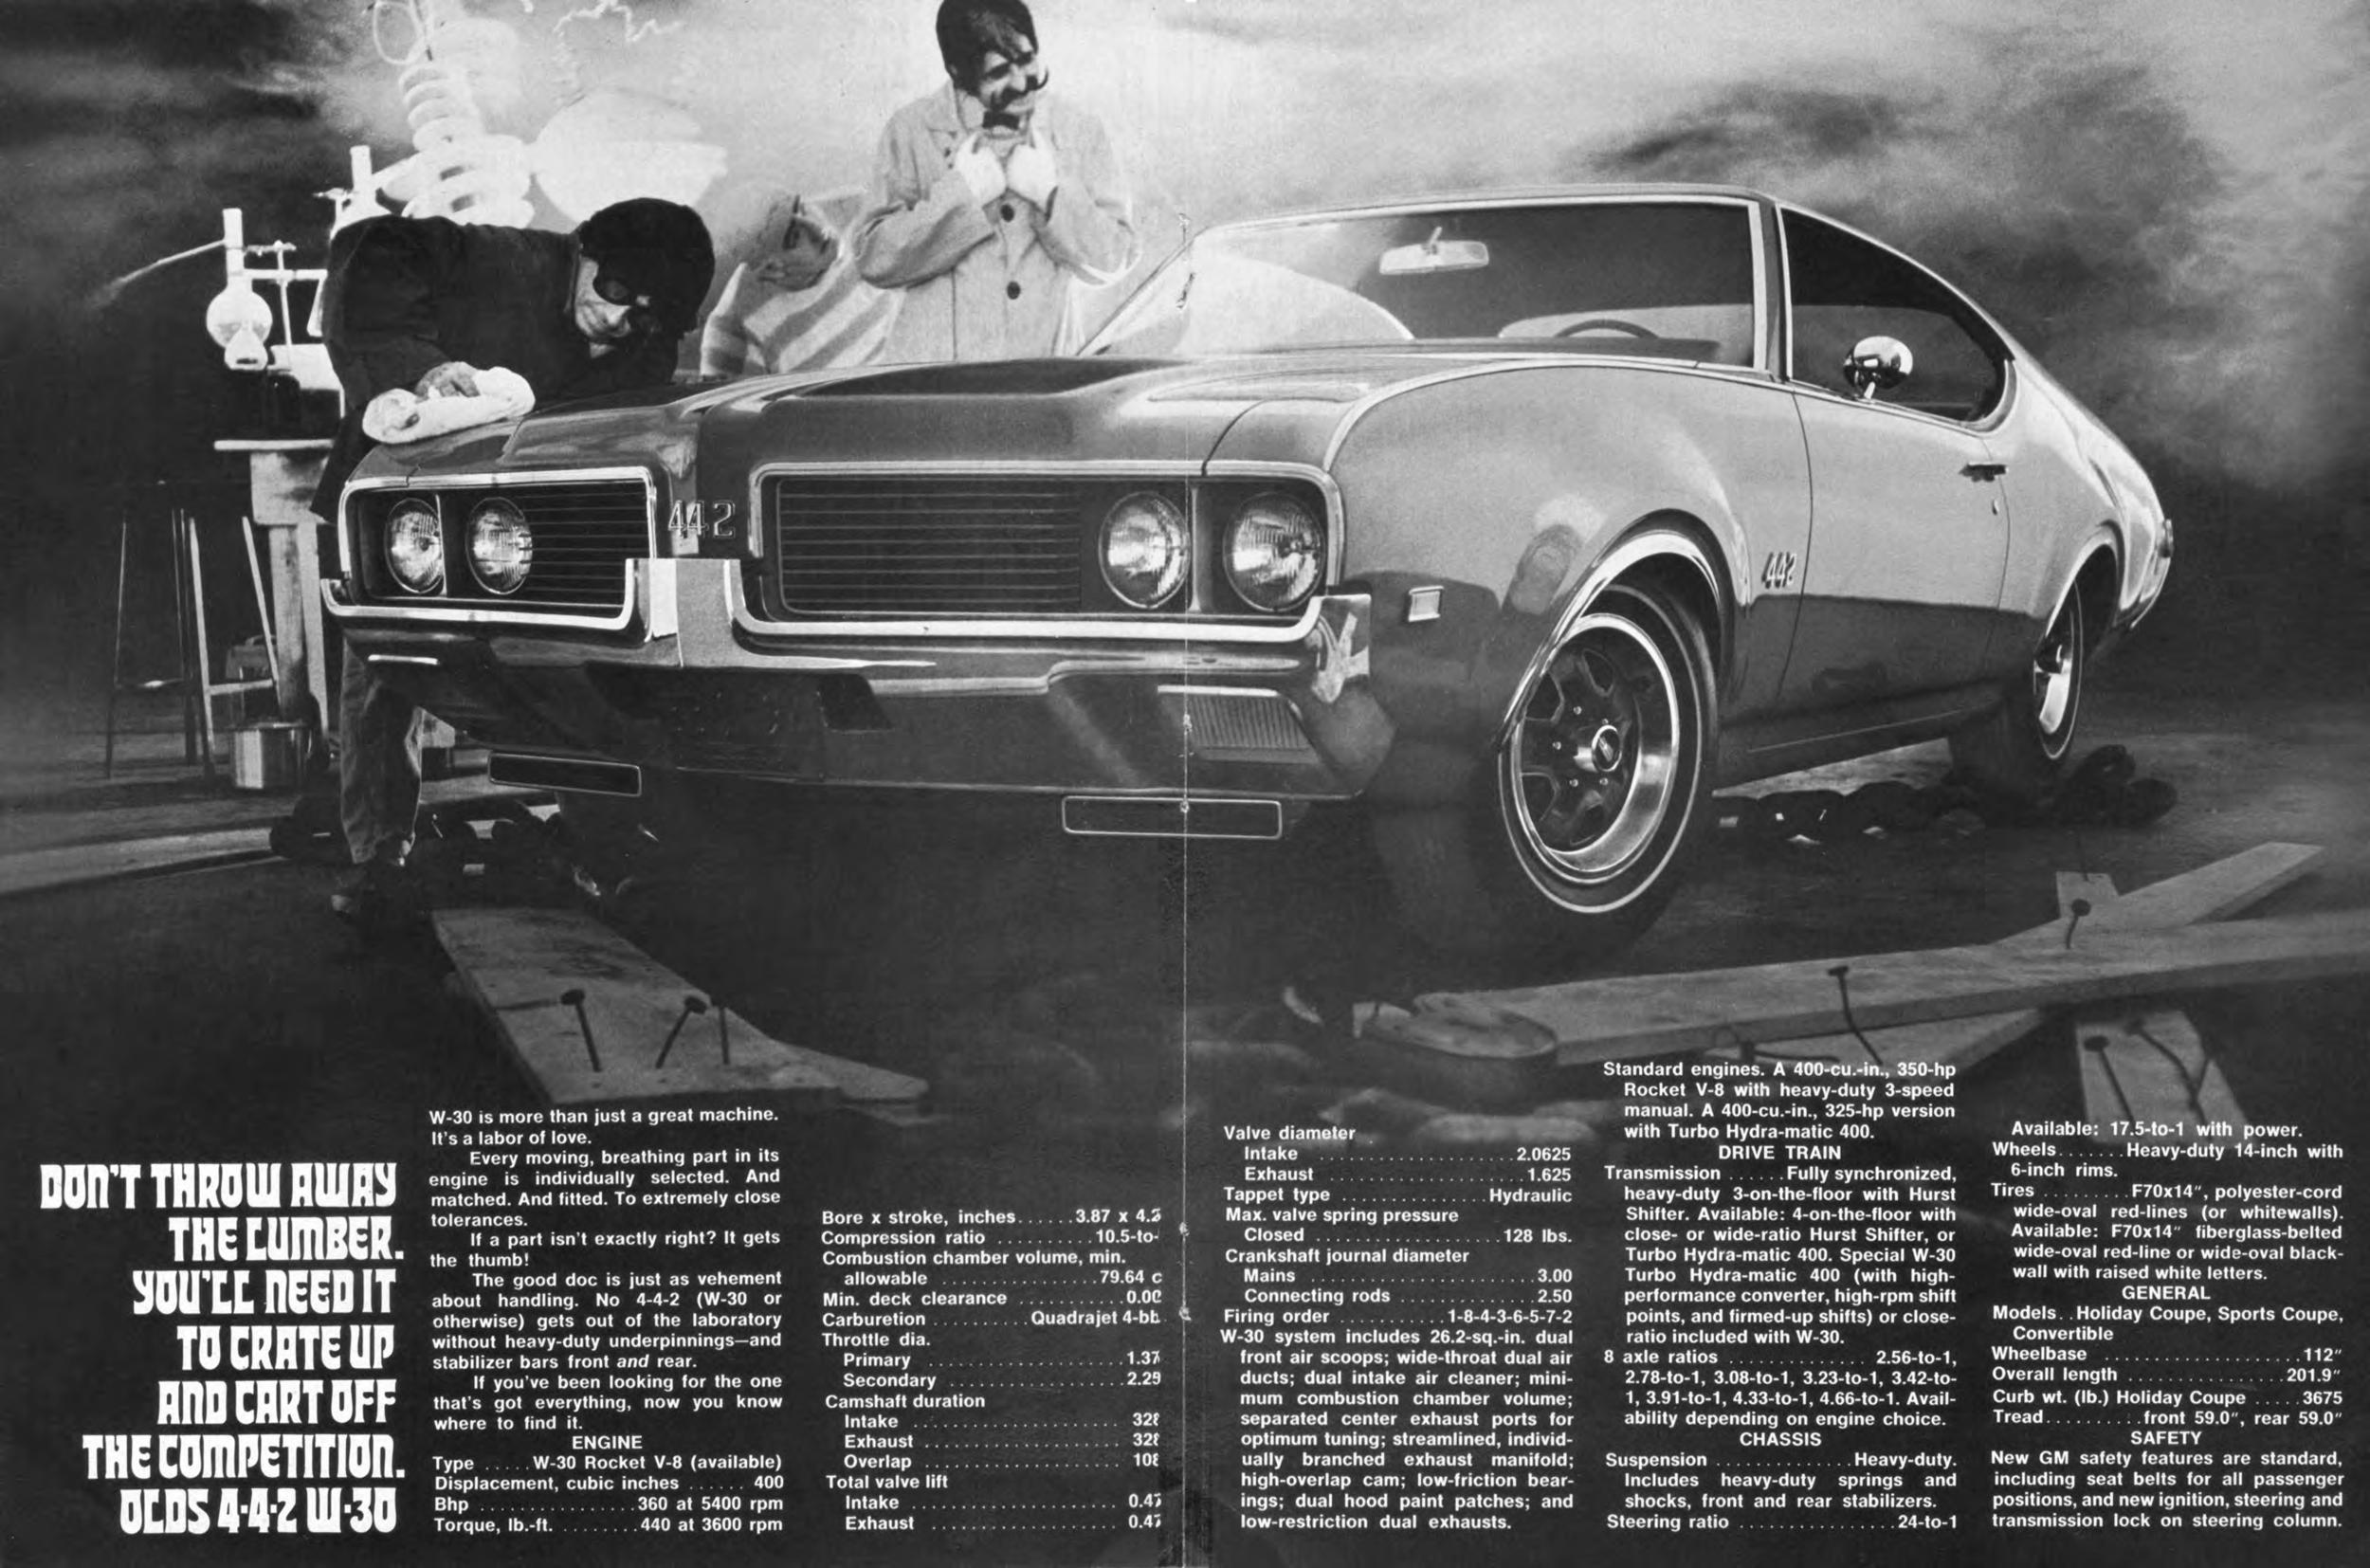 442
442
DON'T THROW AWAY
THE LUMBER.
YOU'LL NEED IT
TO CRATE UP
AND CART OFF
THE COMPETITION.
OLDS 4-4-2 W-30
W-30 is more than just a great machine.
It's a labor of love.
Every moving, breathing part in its
engine is individually selected. And
matched. And fitted. To extremely close
tolerances.
If a part isn't exactly right? It gets
the thumb!
The good doc is just as vehement
about handling. No 4-4-2 (W-30 or
otherwise) gets out of the laboratory
without heavy-duty underpinnings—and
stabilizer bars front and rear.
If you've been looking for the one
that's got everything, now you know
where to find it.
ENGINE
Type ..... W-30 Rocket V-8 (available)
Displacement, cubic inches ...... 400
Bhp ................ 360 at 5400 rpm
Torque, lb.-ft. ......... 440 at 3600 rpm
Bore x stroke, inches ...... 3.87 x 4.2
Compression ratio .......... 10.5-to-
Combustion chamber volume, min.
allowable ................ 79.64 c
Min. deck clearance .......... 0.00
Carburetion .......... Quadrajet 4-bb
Throttle dia.
Primary .................... 1.37
Secondary .................. 2.25
Camshaft duration
Intake ..................... 328
Exhaust .................... 328
Overlap .................... 108
Total valve lift
Intake ..................... 0.47
Exhaust .................... 0.47
Valve diameter
Intake .................... 2.0625
Exhaust .................... 1.625
Tappet type ............... Hydraulic
Max. valve spring pressure
Closed .................... 128 lbs.
Crankshaft journal diameter
Mains ....................... 3.00
Connecting rods .............. 2.50
Firing order ........... 1-8-4-3-6-5-7-2
W-30 system includes 26.2-sq.-in. dual
front air scoops; wide-throat dual air
ducts; dual intake air cleaner; mini-
mum combustion chamber volume;
separated center exhaust ports for
optimum tuning; streamlined, individ-
ually branched exhaust manifold;
high-overlap cam; low-friction bear-
ings; dual hood paint patches; and
low-restriction dual exhausts.
Standard engines. A 400-cu.-in., 350-hp
Rocket V-8 with heavy-duty 3-speed
manual. A 400-cu.-in., 325-hp version
with Turbo Hydra-matic 400.
DRIVE TRAIN
Transmission ...... Fully synchronized,
heavy-duty 3-on-the-floor with Hurst
Shifter. Available: 4-on-the-floor with
close- or wide-ratio Hurst Shifter, or
Turbo Hydra-matic 400. Special W-30
Turbo Hydra-matic 400 (with high-
performance converter, high-rpm shift
points, and firmed-up shifts) or close-
ratio included with W-30.
8 axle ratios .............. 2.56-to-1,
2.78-to-1, 3.08-to-1, 3.23-to-1, 3.42-to-
1, 3.91-to-1, 4.33-to-1, 4.66-to-1. Avail-
ability depending on engine choice.
CHASSIS
Suspension .............. Heavy-duty.
Includes heavy-duty springs and
shocks, front and rear stabilizers.
Steering ratio ................ 24-to-1
Available: 17.5-to-1 with power.
Wheels ....... Heavy-duty 14-inch with
6-inch rims.
Tires ......... F70x14", polyester-cord
wide-oval red-lines (or whitewalls).
Available: F70x14" fiberglass-belted
wide-oval red-line or wide-oval black-
wall with raised white letters.
GENERAL
Models .. Holiday Coupe, Sports Coupe,
Convertible
Wheelbase .................... 112"
Overall length ................ 201.9"
Curb wt. (lb.) Holiday Coupe ..... 3675
Tread .......... front 59.0", rear 59.0"
SAFETY
New GM safety features are standard,
including seat belts for all passenger
positions, and new ignition, steering and
transmission lock on steering column.